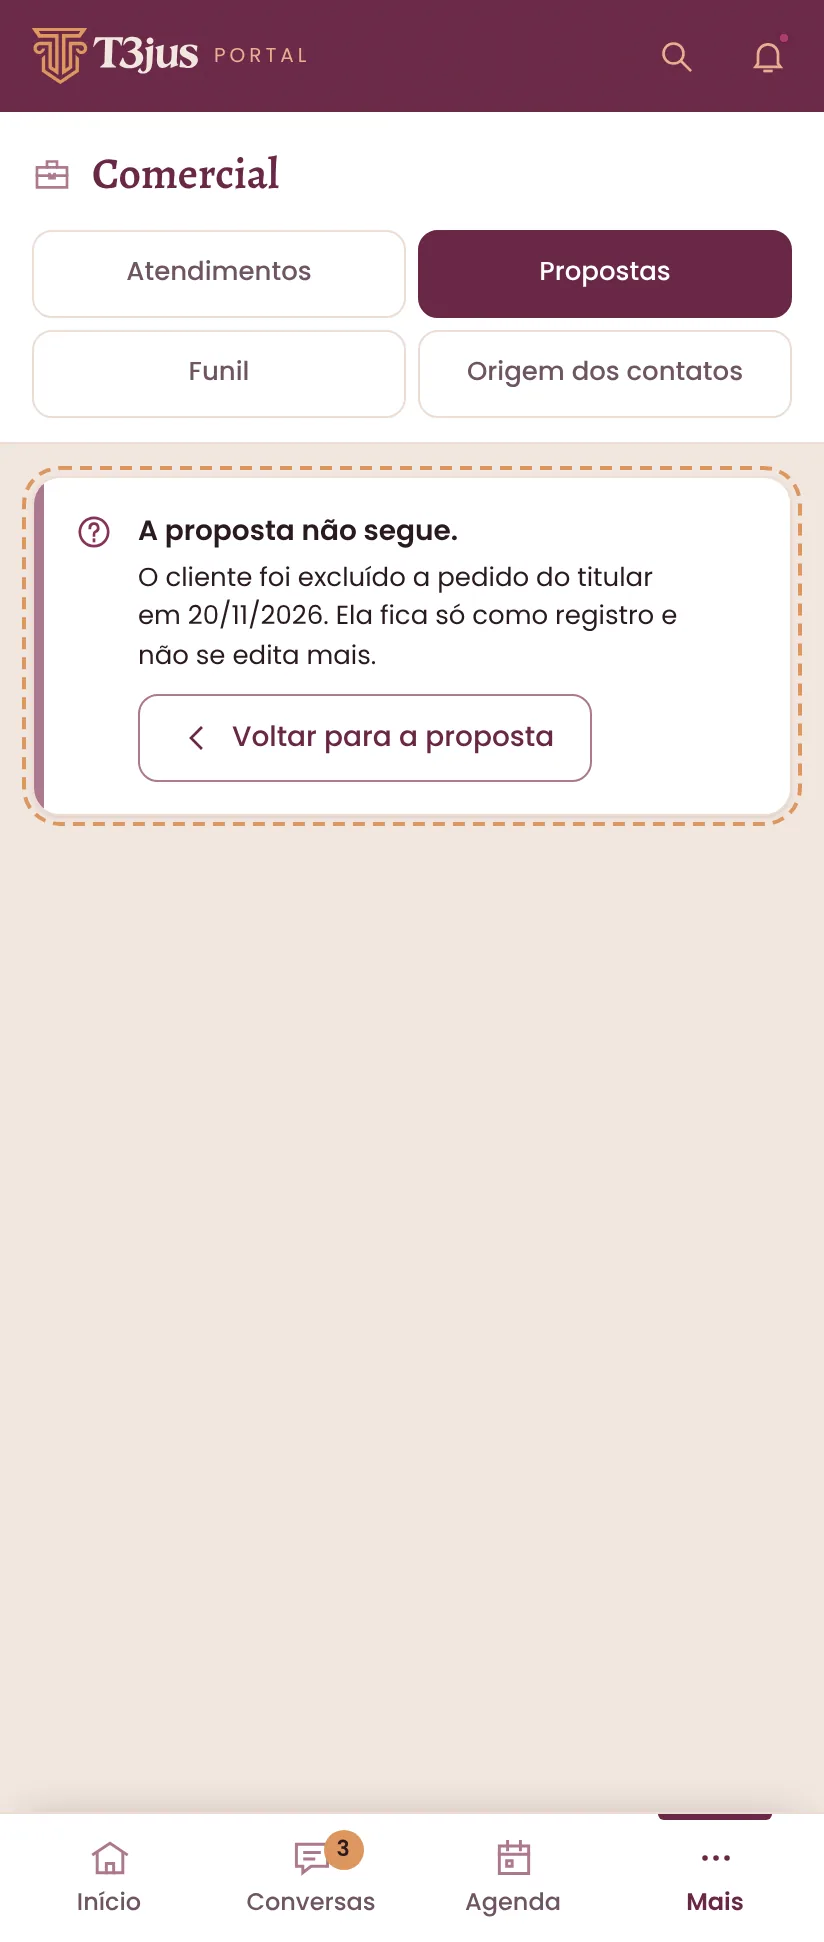 T3jus PORTAL
Comercial
Atendimentos
Propostas
Funil
Origem dos contatos
A proposta não segue.
O cliente foi excluído a pedido do titular
em 20/11/2026. Ela fica só como registro e
não se edita mais.
Voltar para a proposta
3
Início
Conversas
Agenda
Mais